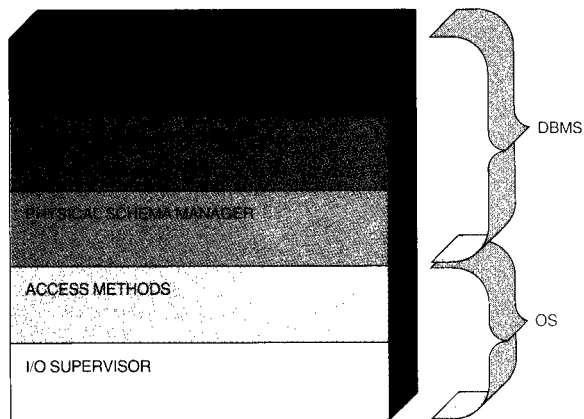 DBMS
PHYSICAL SCHEMA MANAGER
ACCESS METHODS
OS
I/O SUPERVISOR